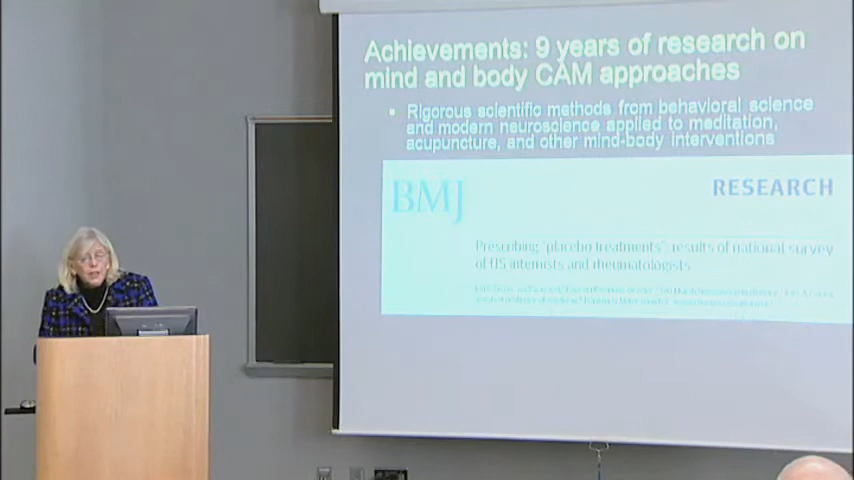 Achievements: 9 years of research on
mind and body CAM approaches
• Rigorous scientific methods from behavioral science
and modern neuroscience applied to meditation,
acupuncture, and other mind-body interventions
BMJ
RESEARCH
Prescribing "placebo treatments": results of national survey
of US internists and rheumatologists